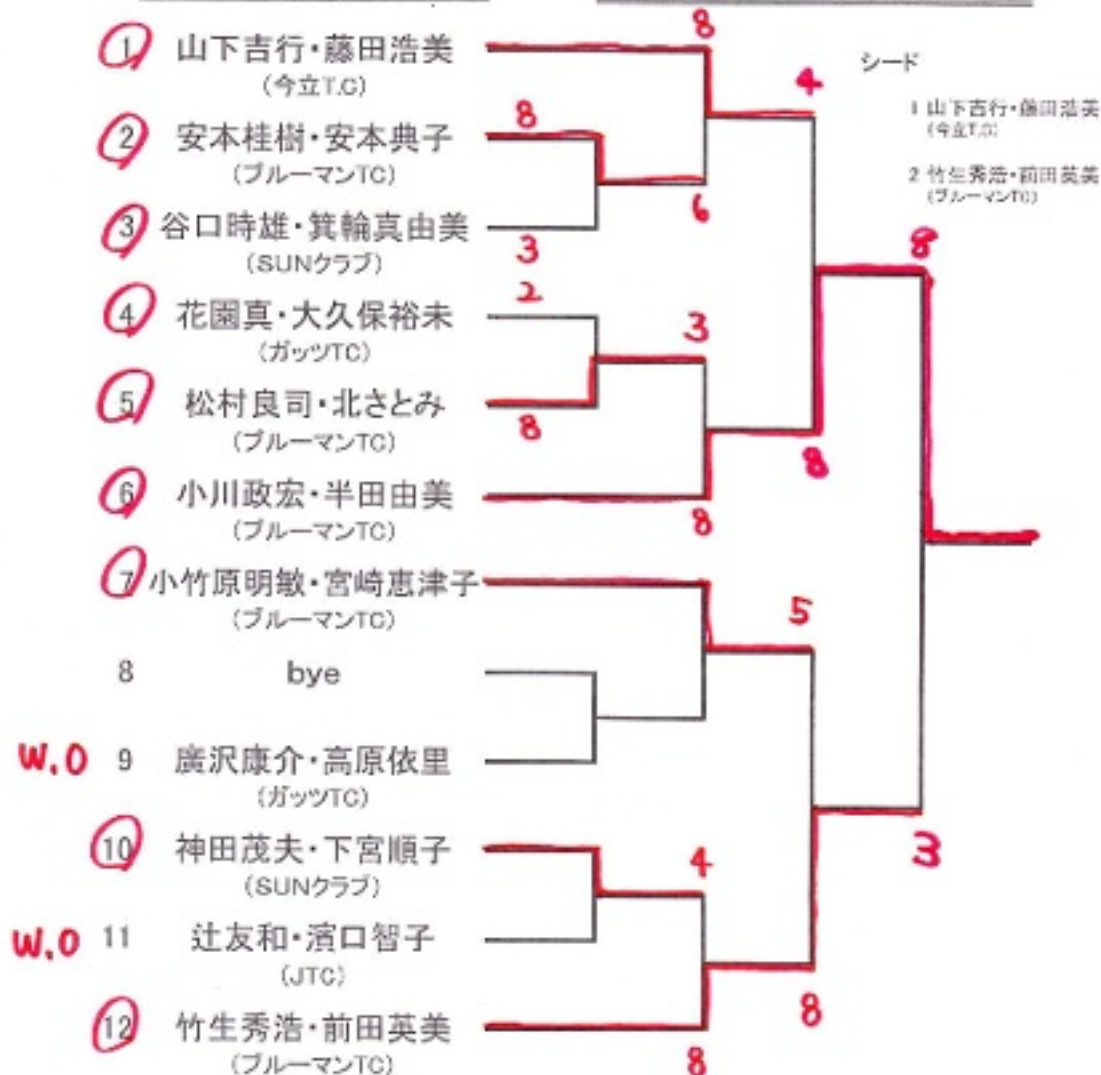 8
① 山下吉行・藤田浩美
(今立T.C)
4
シード
1 山下吉行・藤田浩美
(今立T.C)
8
② 安本桂樹・安本典子
(ブルーマンTC)
2 竹生秀浩・前田英美
(ブルーマンTC)
6
③ 谷口時雄・箕輪真由美
(SUNクラブ)
3
8
2
④ 花園真・大久保裕未
(ガッツTC)
3
⑤ 松村良司・北さとみ
(ブルーマンTC)
8
8
⑥ 小川政宏・半田由美
(ブルーマンTC)
8
⑦ 小竹原明敏・宮崎恵津子
(ブルーマンTC)
5
8 bye
W.O 9 廣沢康介・高原依里
(ガッツTC)
⑩ 神田茂夫・下宮順子
(SUNクラブ)
4
3
W.O 11 辻友和・濱口智子
(JTC)
8
⑫ 竹生秀浩・前田英美
(ブルーマンTC)
8